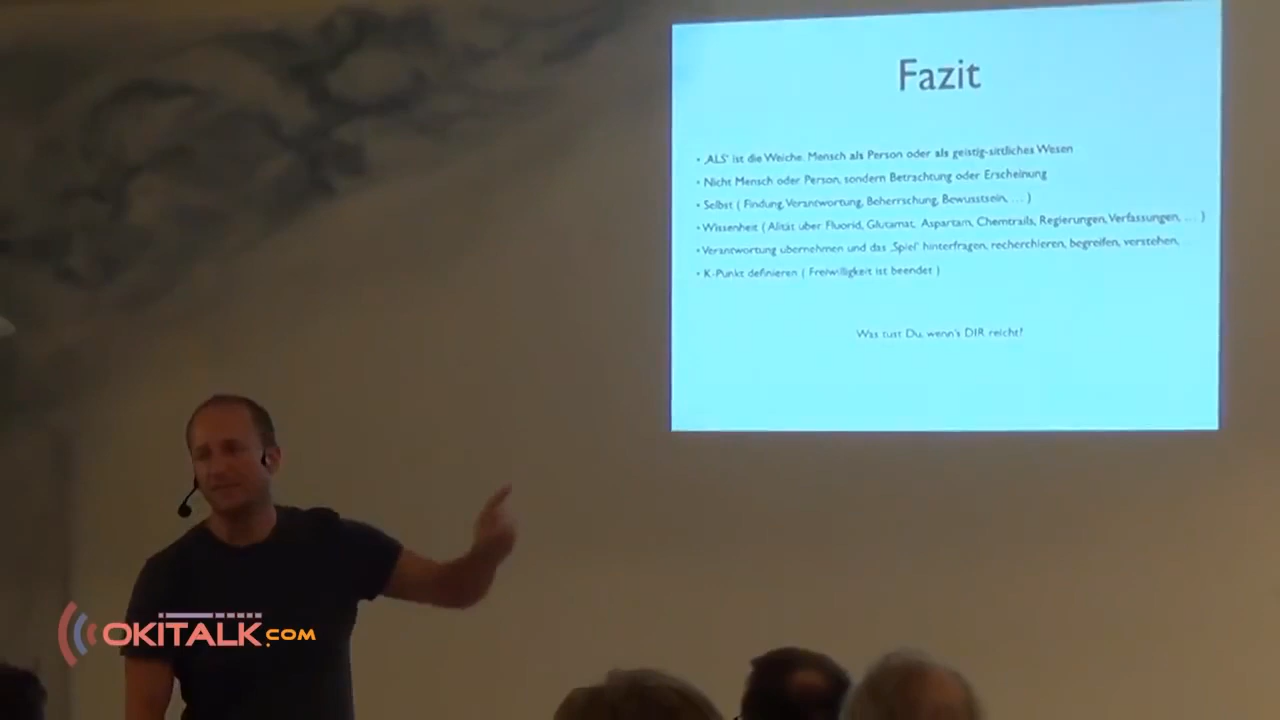 Fazit
• „ALS“ ist die Weiche. Mensch als Person oder als geistig-sittliches Wesen
• Nicht Mensch oder Person, sondern Betrachtung oder Erscheinung
• Selbst ( Findung, Verantwortung, Beherrschung, Bewusstsein, … )
• Wissenheit ( Alität über Fluorid, Glutamat, Aspartam, Chemtrails, Regierungen, Verfassungen, … )
• Verantwortung übernehmen und das „Spiel“ hinterfragen, recherchieren, begreifen, verstehen,
• K-Punkt definieren ( Freiwilligkeit ist beendet )
Was tust Du, wenn's DIR reicht?
OKITALK.COM